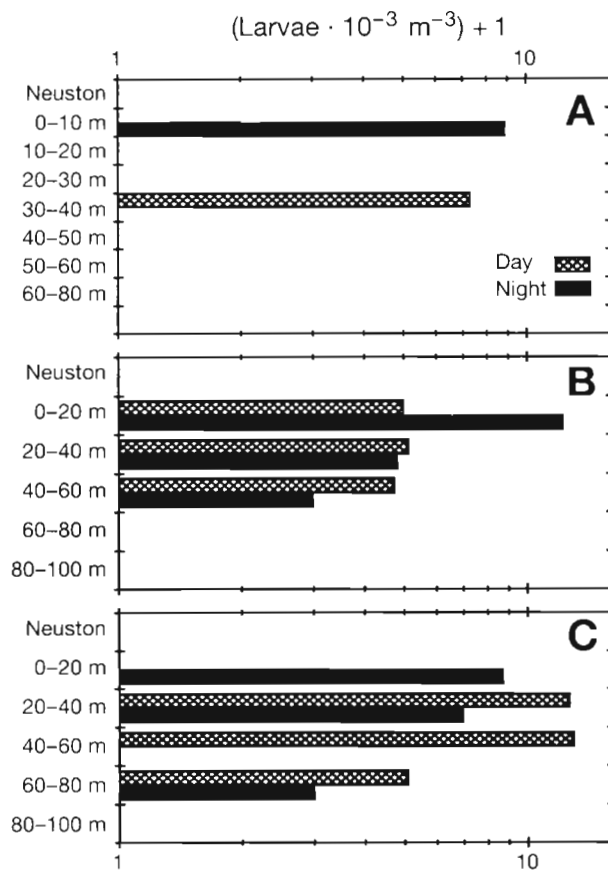 (Larvae · 10⁻³ m⁻³) + 1
1 10
Neuston
A
0–10 m
10–20 m
20–30 m
30–40 m
40–50 m
50–60 m
Day
60–80 m
Night
Neuston
B
0–20 m
20–40 m
40–60 m
60–80 m
80–100 m
Neuston
C
0–20 m
20–40 m
40–60 m
60–80 m
80–100 m
1 10